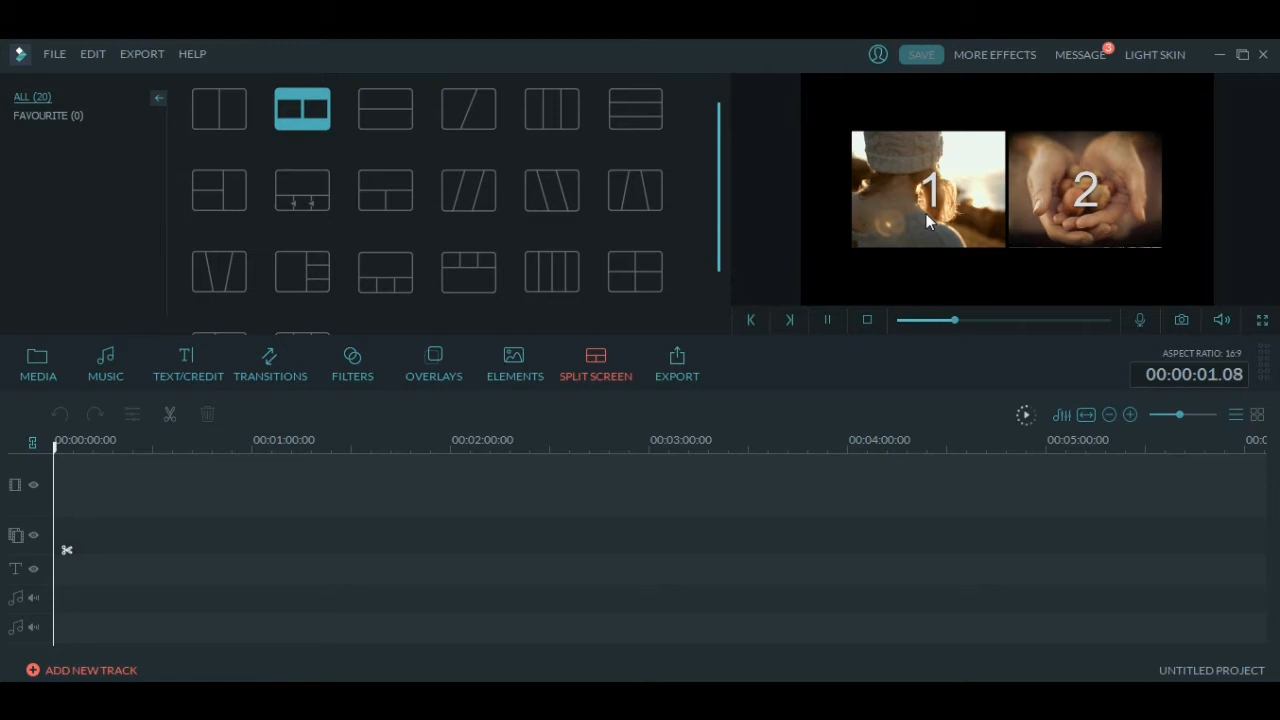 FILE EDIT EXPORT HELP SAVE MORE EFFECTS MESSAGE 3 LIGHT SKIN
ALL (20)
FAVOURITE (0)
1 2
ASPECT RATIO: 16:9
00:00:01.08
MEDIA MUSIC TEXT/CREDIT TRANSITIONS FILTERS OVERLAYS ELEMENTS SPLIT SCREEN EXPORT
00:00:00:00 00:01:00:00 00:02:00:00 00:03:00:00 00:04:00:00 00:05:00:00 00:0
ADD NEW TRACK UNTITLED PROJECT